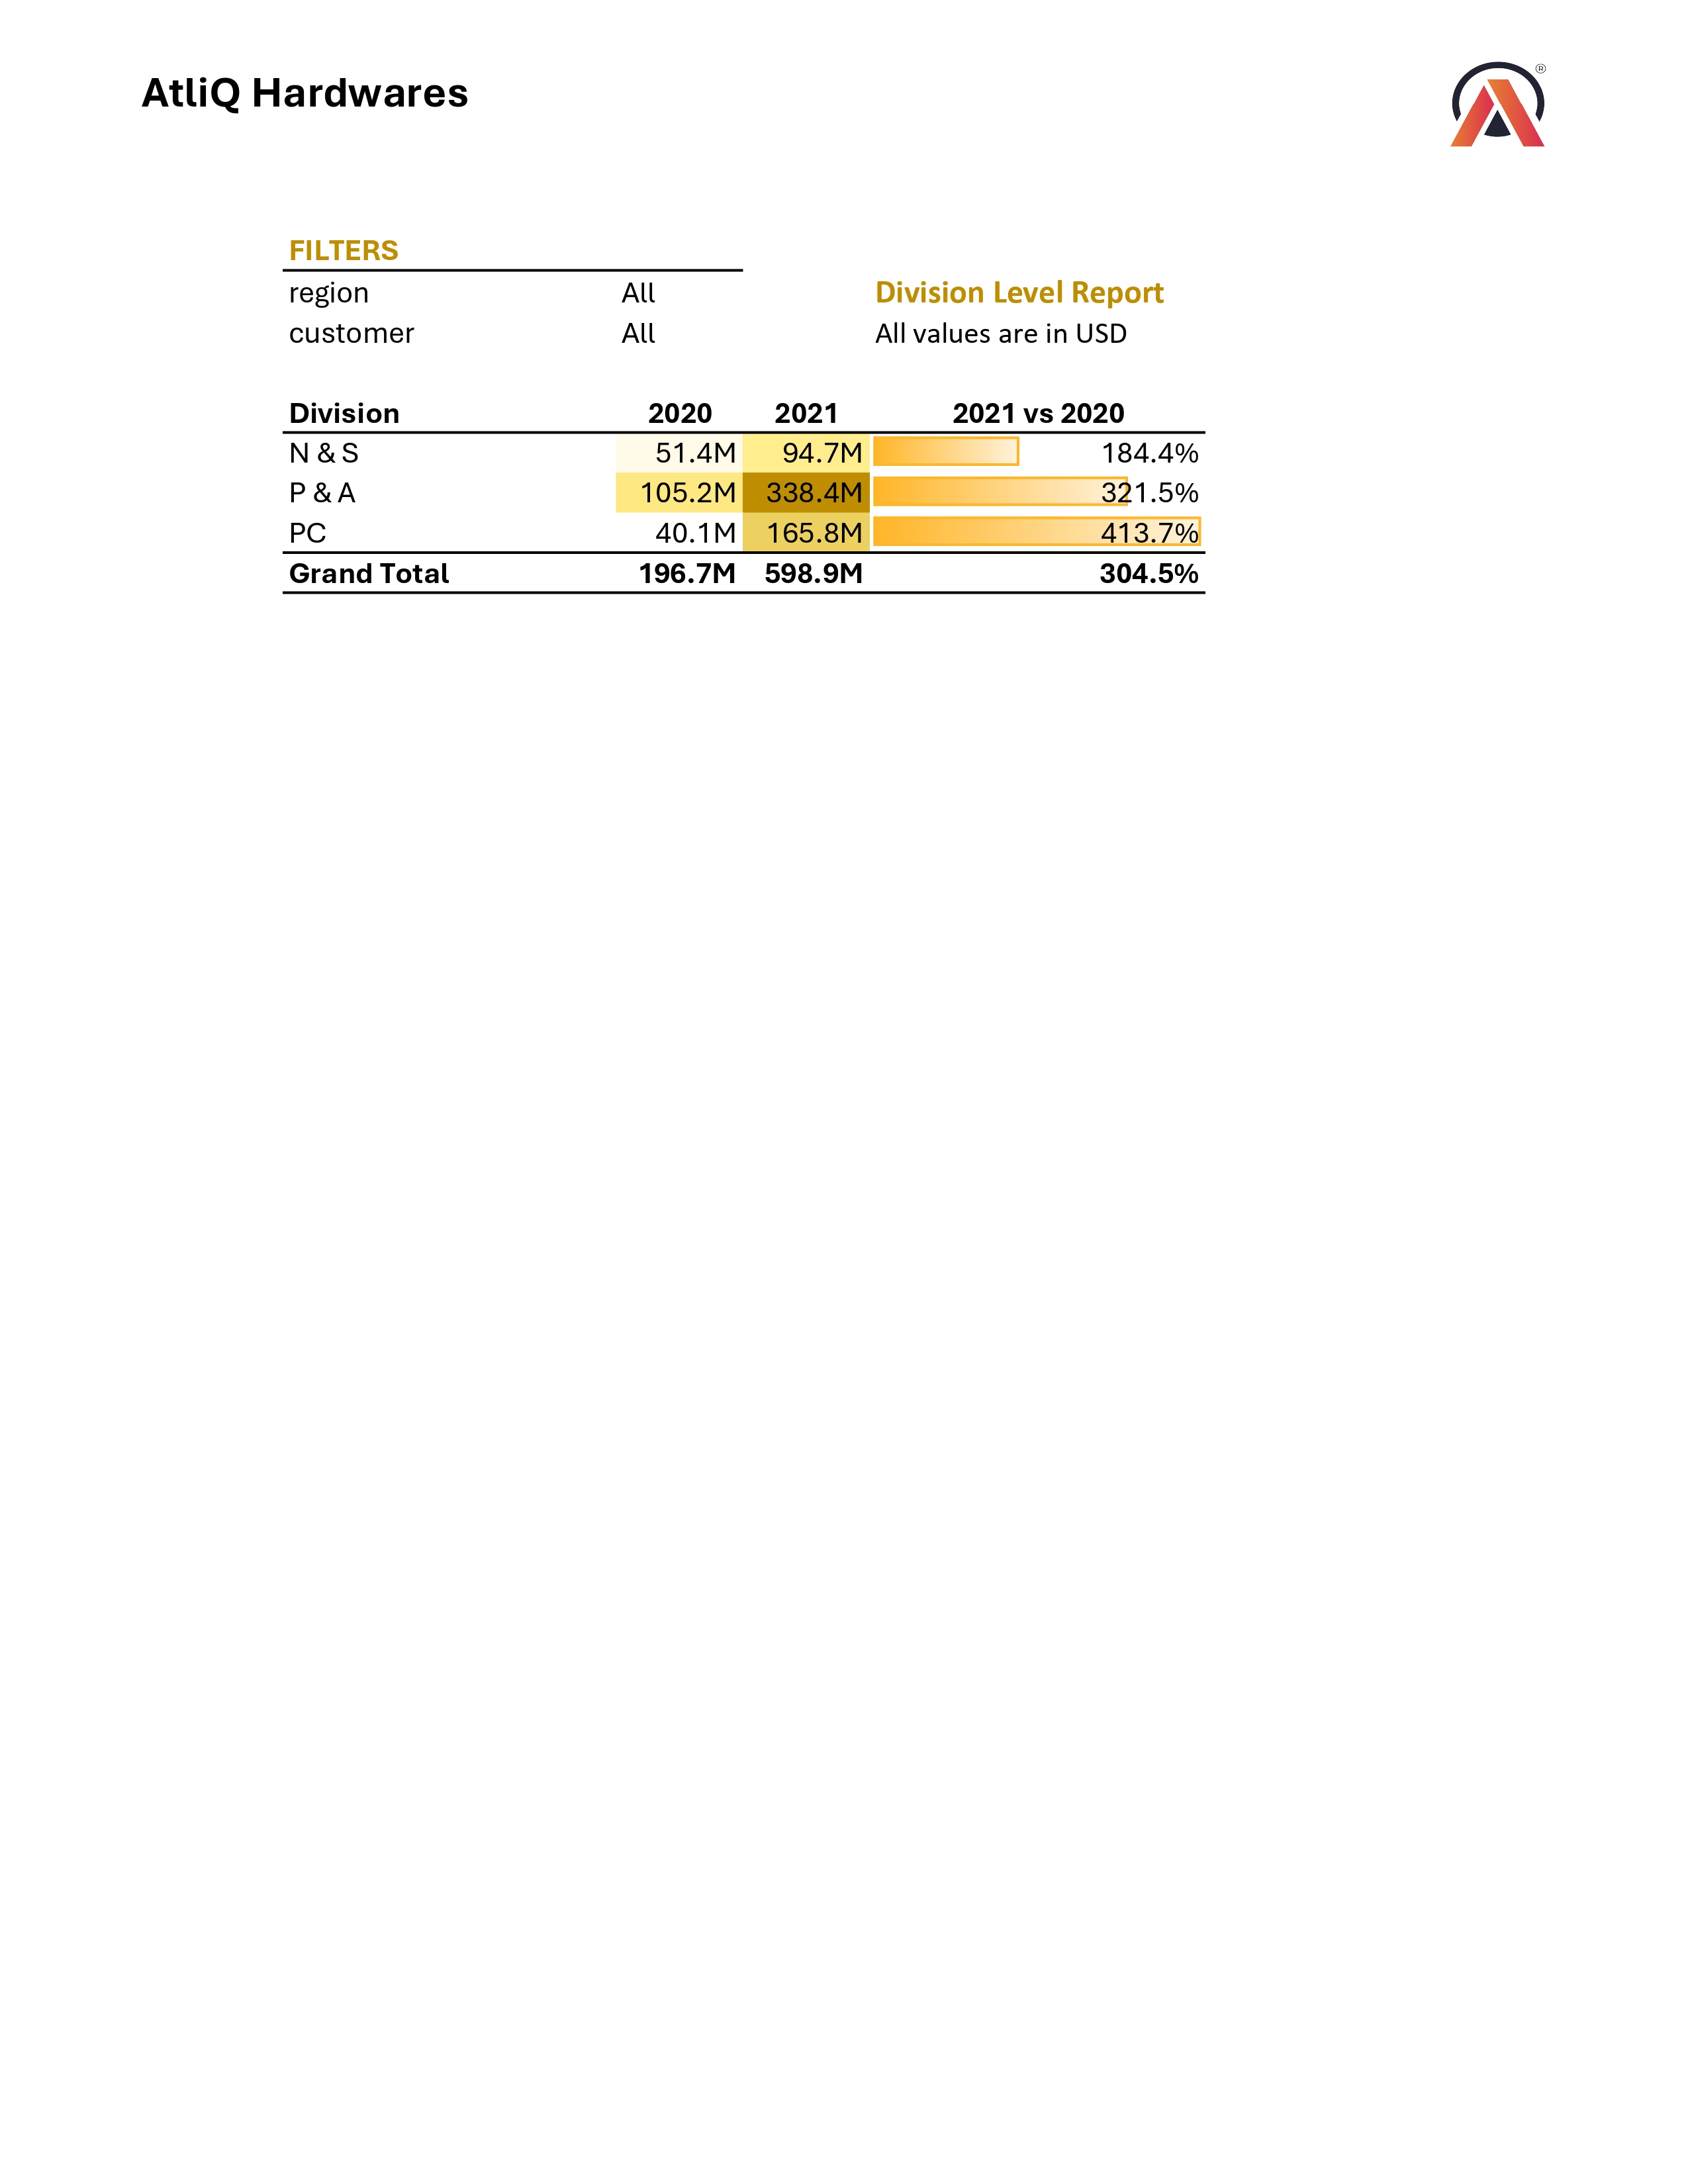 AtliQ Hardwares
®
FILTERS
region All Division Level Report
customer All All values are in USD
Division 2020 2021 2021 vs 2020
N & S 51.4M 94.7M 184.4%
P & A 105.2M 338.4M 321.5%
PC 40.1M 165.8M 413.7%
Grand Total 196.7M 598.9M 304.5%